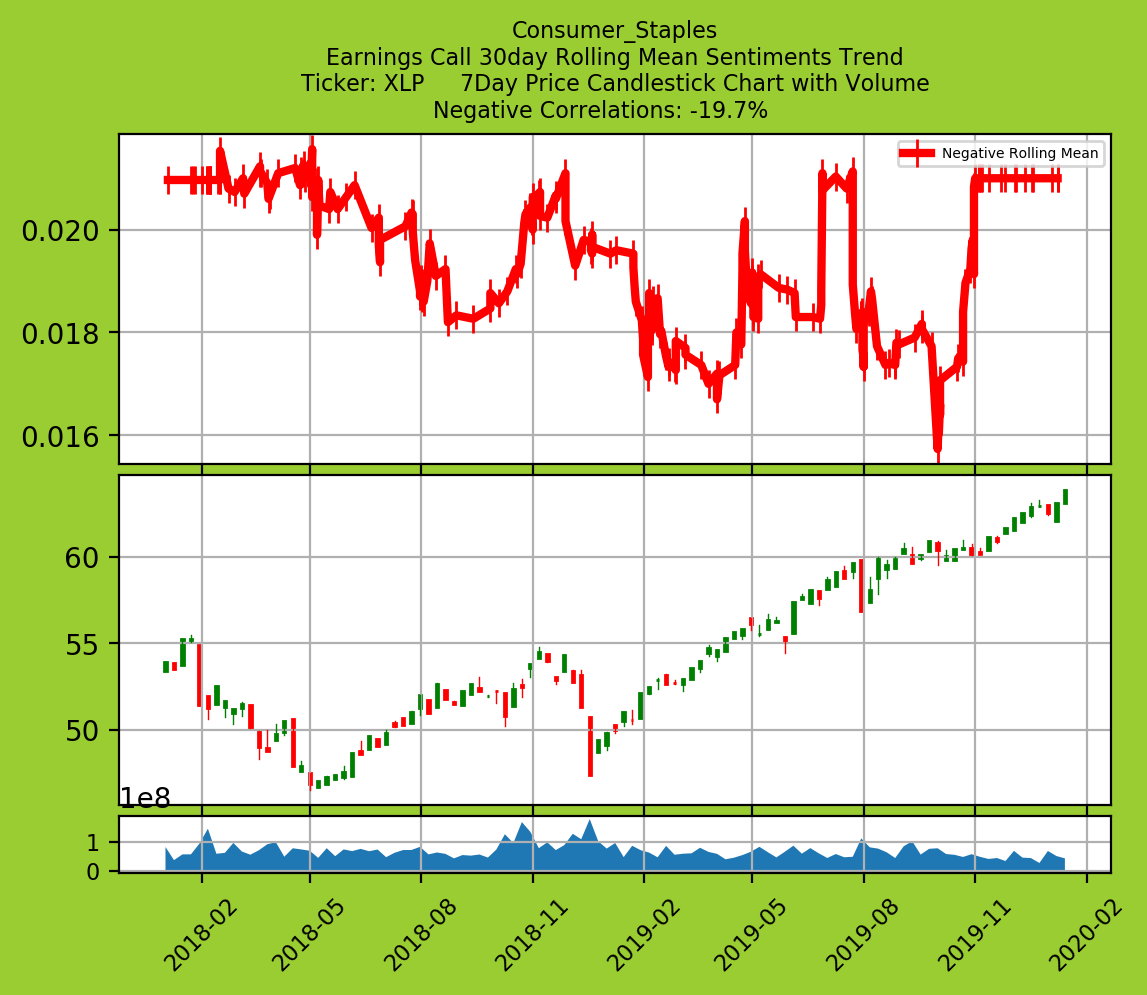 Consumer_Staples
Earnings Call 30day Rolling Mean Sentiments Trend
Ticker: XLP     7Day Price Candlestick Chart with Volume
Negative Correlations: -19.7%
Negative Rolling Mean
0.020
0.018
0.016
60
55
50
1e8
1
0
2018-02
2018-05
2018-08
2018-11
2019-02
2019-05
2019-08
2019-11
2020-02